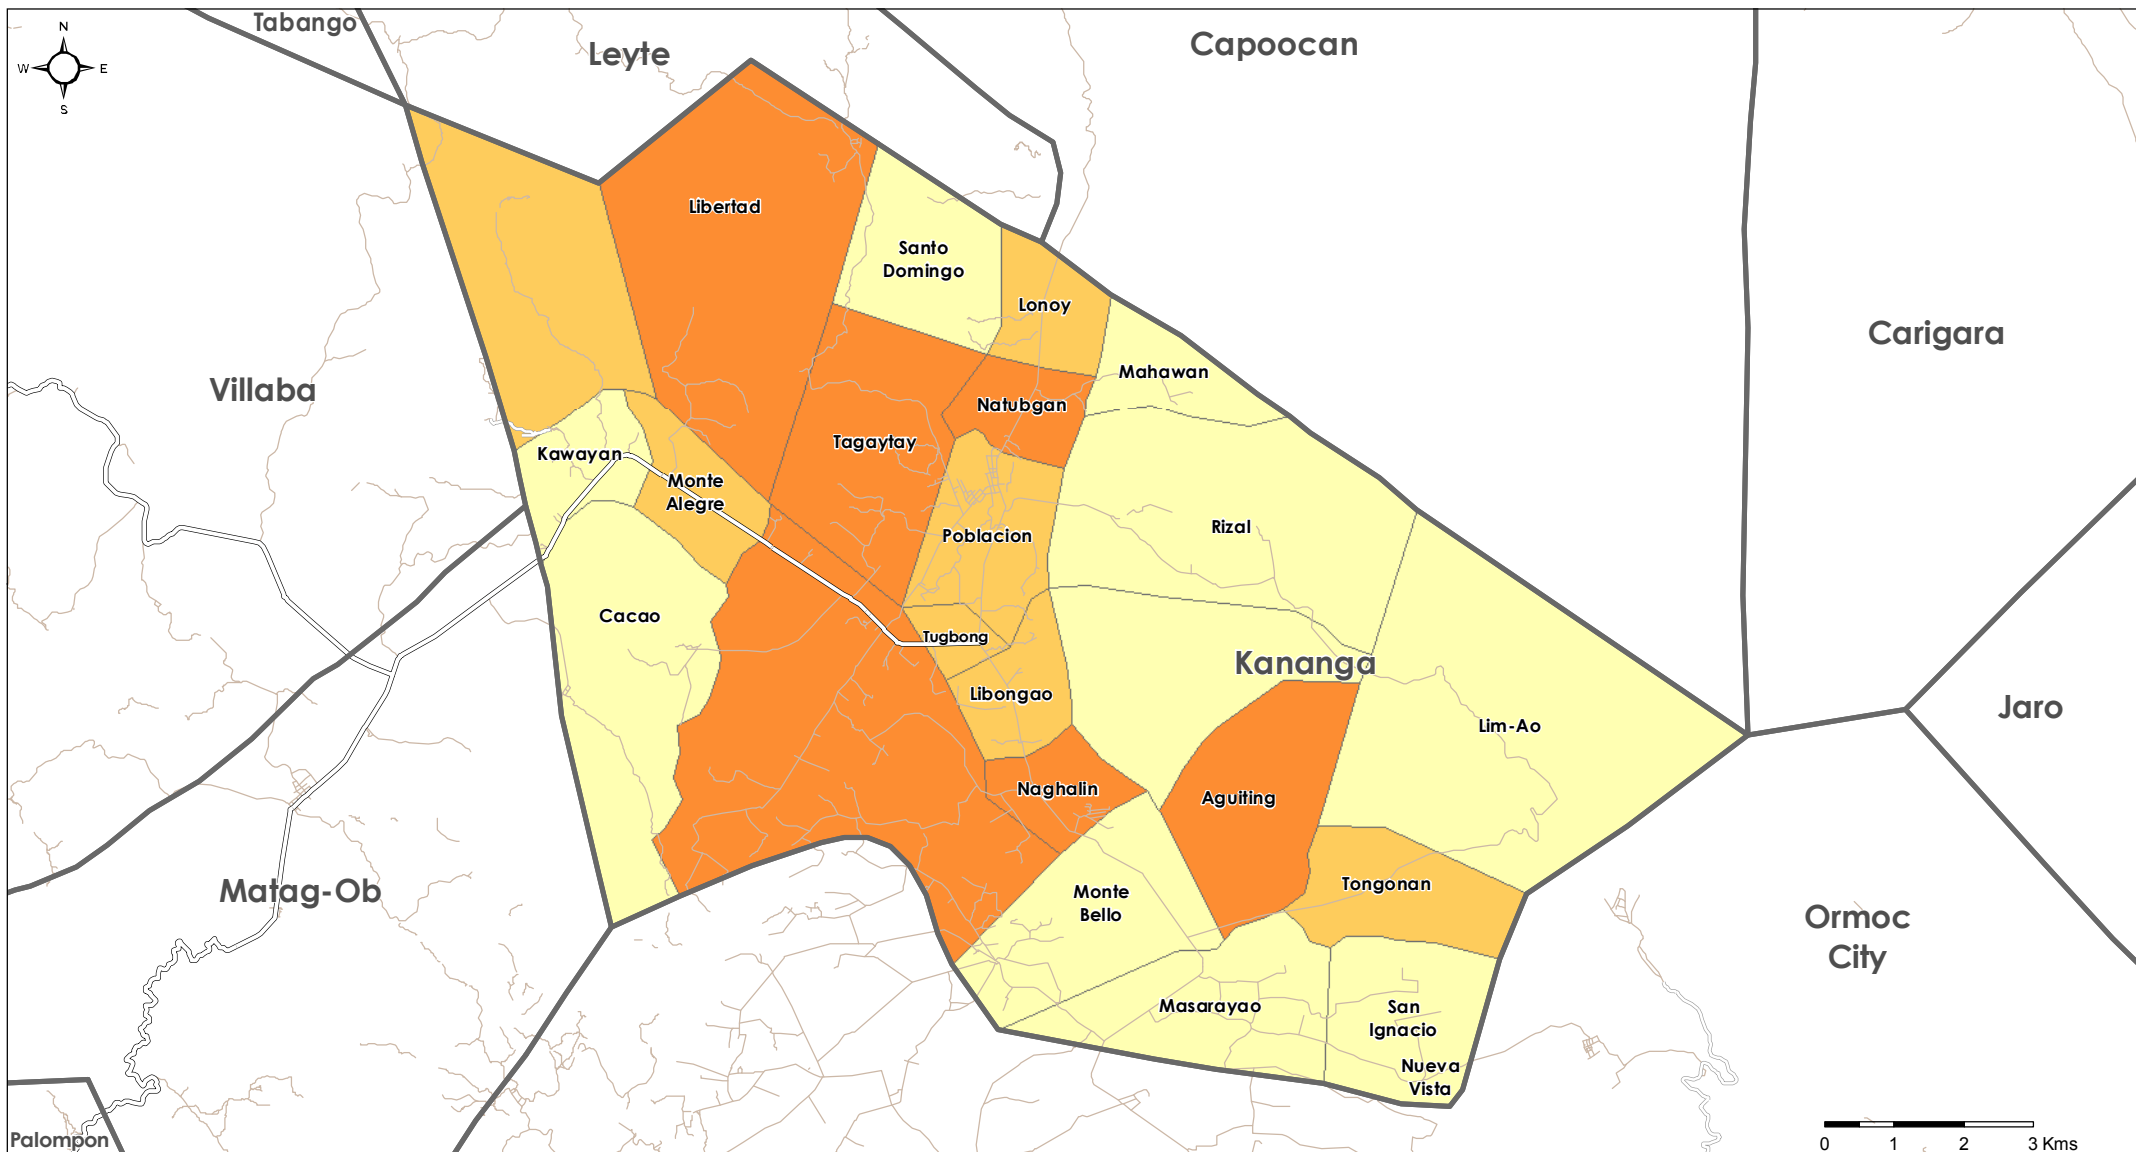 Tabango
Leyte
Capoocan
N
W
E
S
Libertad
Santo
Domingo
Lonoy
Carigara
Mahawan
Villaba
Natubgan
Tagaytay
Kawayan
Monte
Alegre
Rizal
Poblacion
Cacao
Tugbong
Kananga
Libongao
Jaro
Lim-Ao
Naghalin
Aguiting
Matag-Ob
Monte
Bello
Tongonan
Ormoc
City
Masarayao
San
Ignacio
Nueva
Vista
Palompon
0 1 2 3 Kms